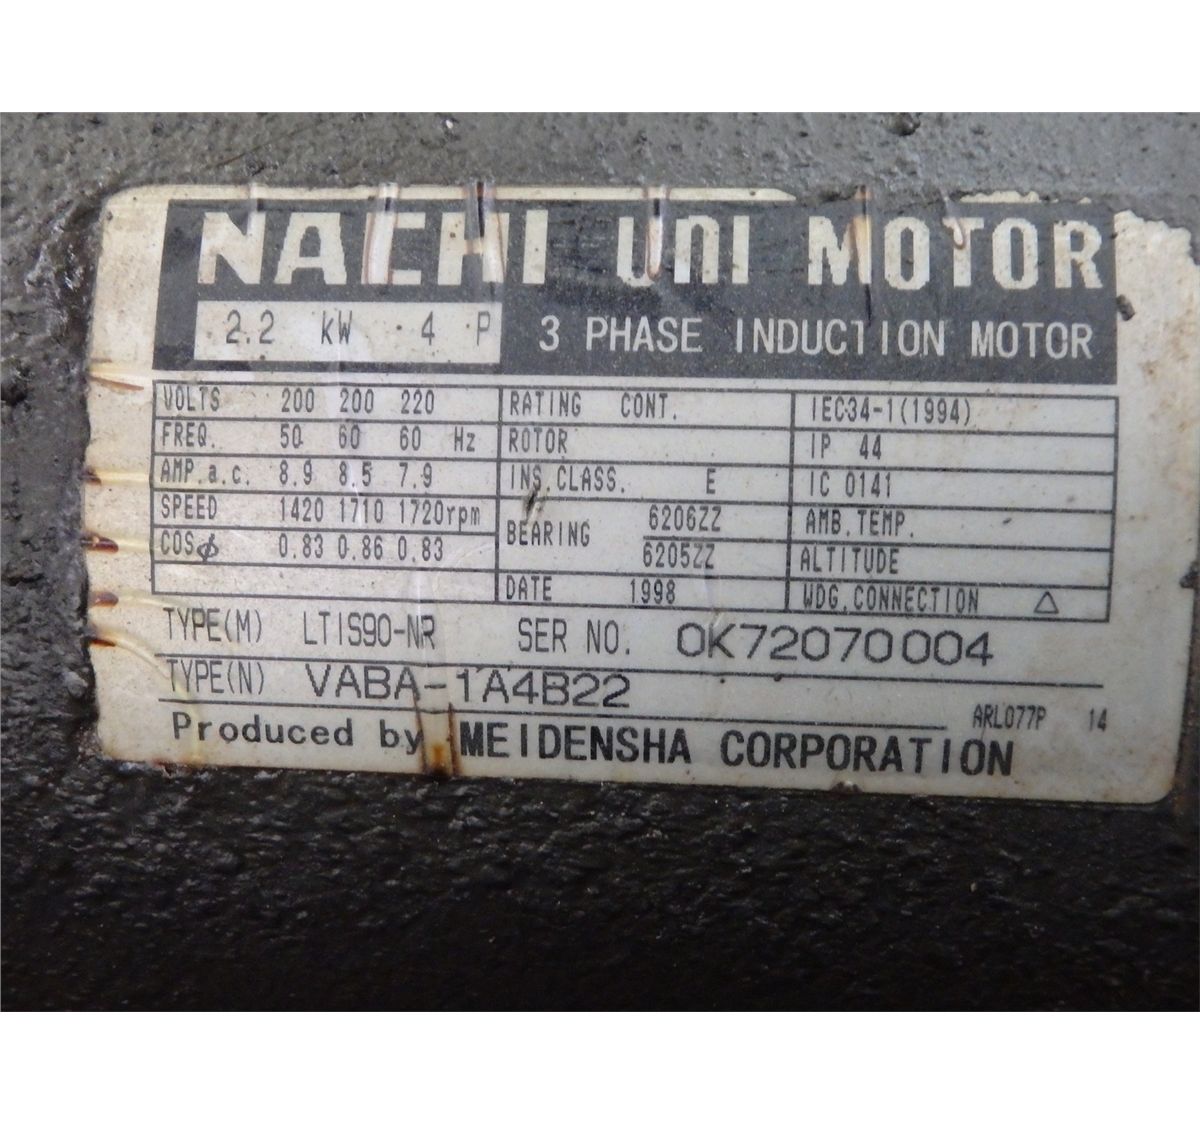 NACHI UNI MOTOR
2.2 kW 4 P
3 PHASE INDUCTION MOTOR
VOLTS 200 200 220
FREQ. 50 60 60 Hz
AMP.a.c. 8.9 8.5 7.9
SPEED 1420 1710 1720rpm
COSϕ 0.83 0.86 0.83
RATING CONT.
ROTOR
INS.CLASS. E
BEARING 6206ZZ
6205ZZ
DATE 1998
IEC34-1(1994)
IP 44
IC 0141
AMB.TEMP.
ALTITUDE
WDG.CONNECTION △
TYPE(M) LTIS90-NR SER NO. 0K72070004
TYPE(N) VABA-1A4B22
ARL077P 14
Produced by MEIDENSHA CORPORATION